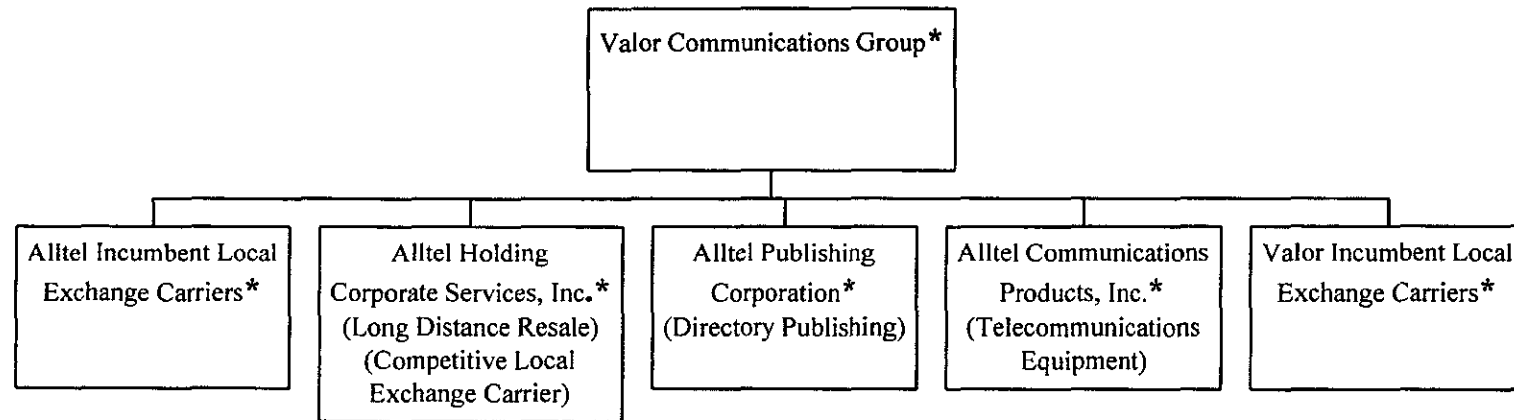 Valor Communications Group*
Alltel Incumbent Local
Exchange Carriers*
Alltel Holding
Corporate Services, Inc.*
(Long Distance Resale)
(Competitive Local
Exchange Carrier)
Alltel Publishing
Corporation*
(Directory Publishing)
Alltel Communications
Products, Inc.*
(Telecommunications
Equipment)
Valor Incumbent Local
Exchange Carriers*